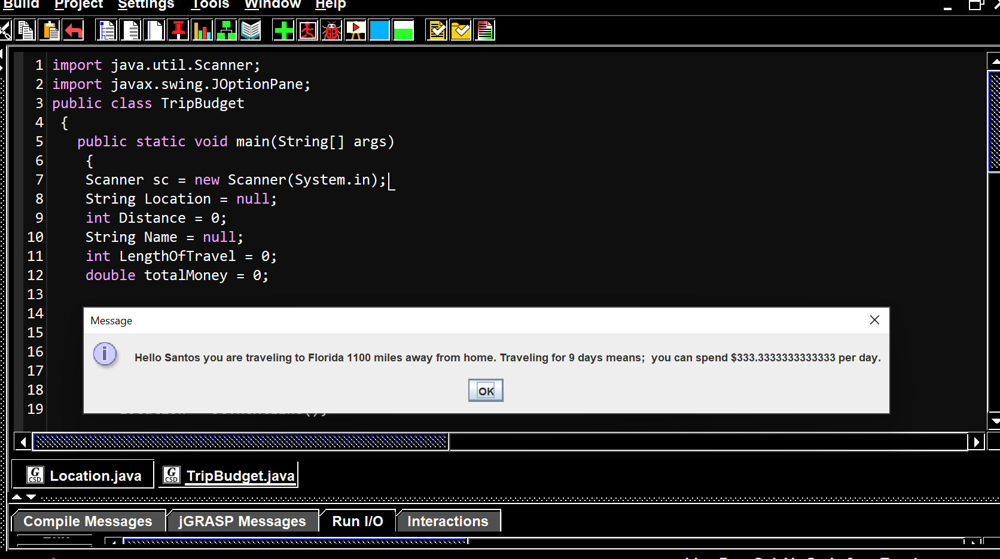 Build Project Settings Tools Window Help
1 import java.util.Scanner;
2 import javax.swing.JOptionPane;
3 public class TripBudget
4 {
5 public static void main(String[] args)
6 {
7 Scanner sc = new Scanner(System.in);
8 String Location = null;
9 int Distance = 0;
10 String Name = null;
11 int LengthOfTravel = 0;
12 double totalMoney = 0;
13
14
Message
15
16
i Hello Santos you are traveling to Florida 1100 miles away from home. Traveling for 9 days means;  you can spend $333.3333333333333 per day.
17
18
OK
19
G CSD Location.java G CSD TripBudget.java
Compile Messages jGRASP Messages Run I/O Interactions